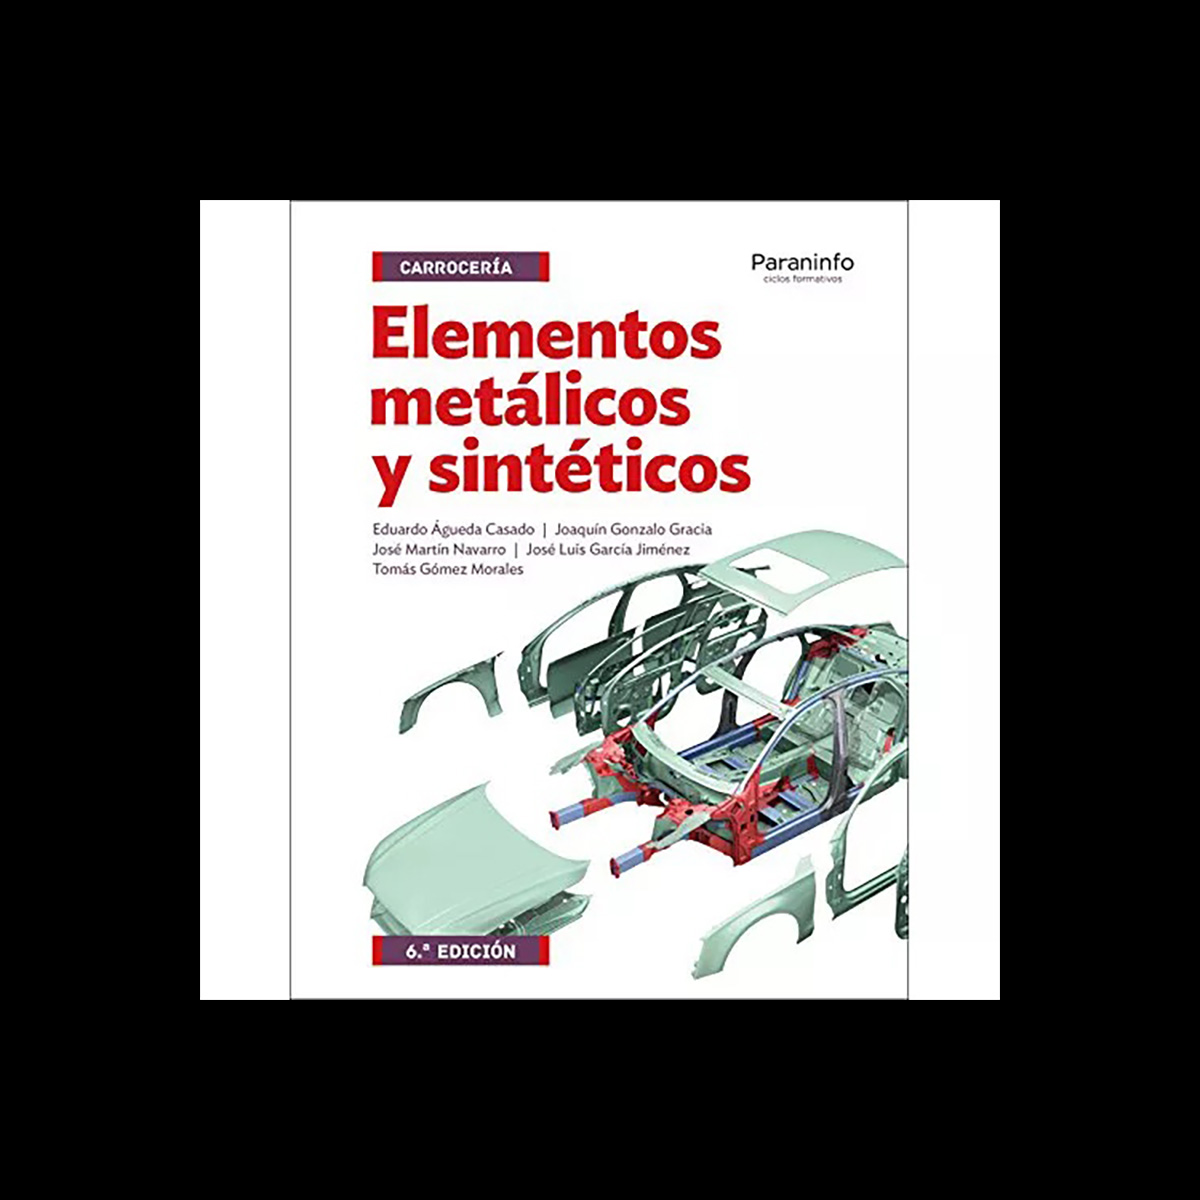 CARROCERÍA
Paraninfo
ciclos formativos
Elementos
metálicos
y sintéticos
Eduardo Águeda Casado | Joaquín Gonzalo Gracia
José Martín Navarro | José Luis García Jiménez
Tomás Gómez Morales
6.ª EDICIÓN